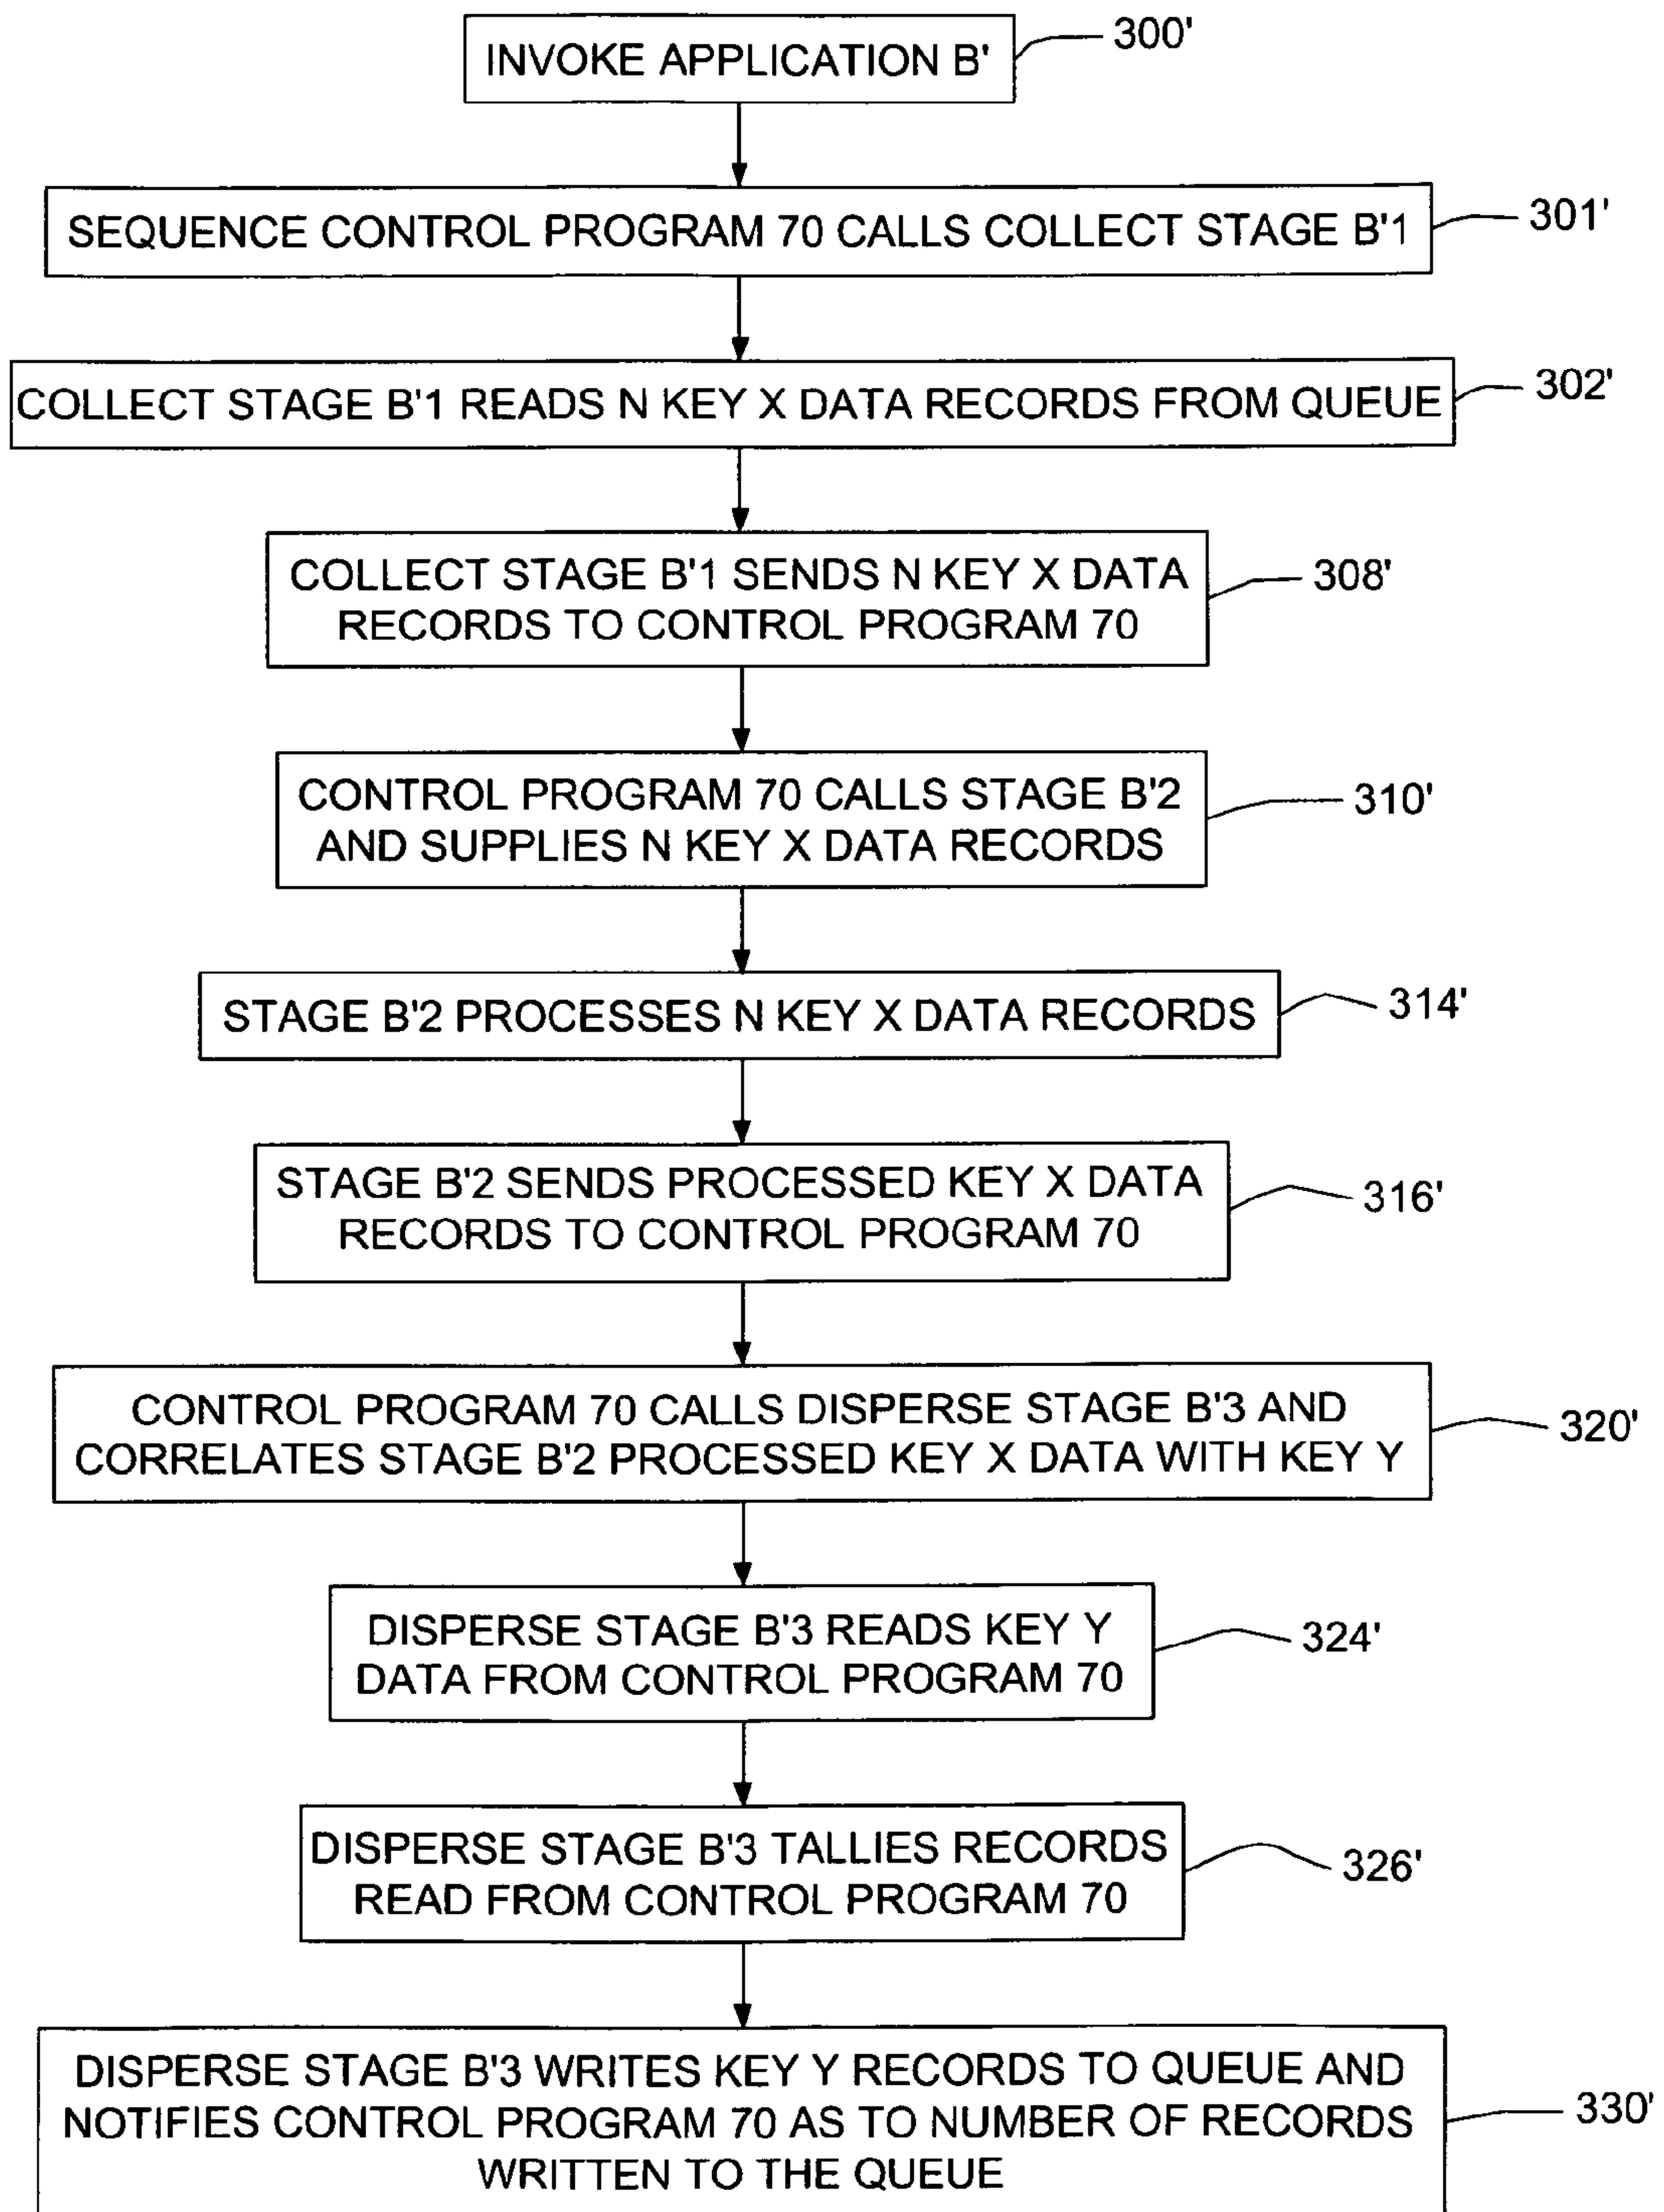 INVOKE APPLICATION B'
300'
SEQUENCE CONTROL PROGRAM 70 CALLS COLLECT STAGE B'1
301'
COLLECT STAGE B'1 READS N KEY X DATA RECORDS FROM QUEUE
302'
COLLECT STAGE B'1 SENDS N KEY X DATA
RECORDS TO CONTROL PROGRAM 70
308'
CONTROL PROGRAM 70 CALLS STAGE B'2
AND SUPPLIES N KEY X DATA RECORDS
310'
STAGE B'2 PROCESSES N KEY X DATA RECORDS
314'
STAGE B'2 SENDS PROCESSED KEY X DATA
RECORDS TO CONTROL PROGRAM 70
316'
CONTROL PROGRAM 70 CALLS DISPERSE STAGE B'3 AND
CORRELATES STAGE B'2 PROCESSED KEY X DATA WITH KEY Y
320'
DISPERSE STAGE B'3 READS KEY Y
DATA FROM CONTROL PROGRAM 70
324'
DISPERSE STAGE B'3 TALLIES RECORDS
READ FROM CONTROL PROGRAM 70
326'
DISPERSE STAGE B'3 WRITES KEY Y RECORDS TO QUEUE AND
NOTIFIES CONTROL PROGRAM 70 AS TO NUMBER OF RECORDS
WRITTEN TO THE QUEUE
330'